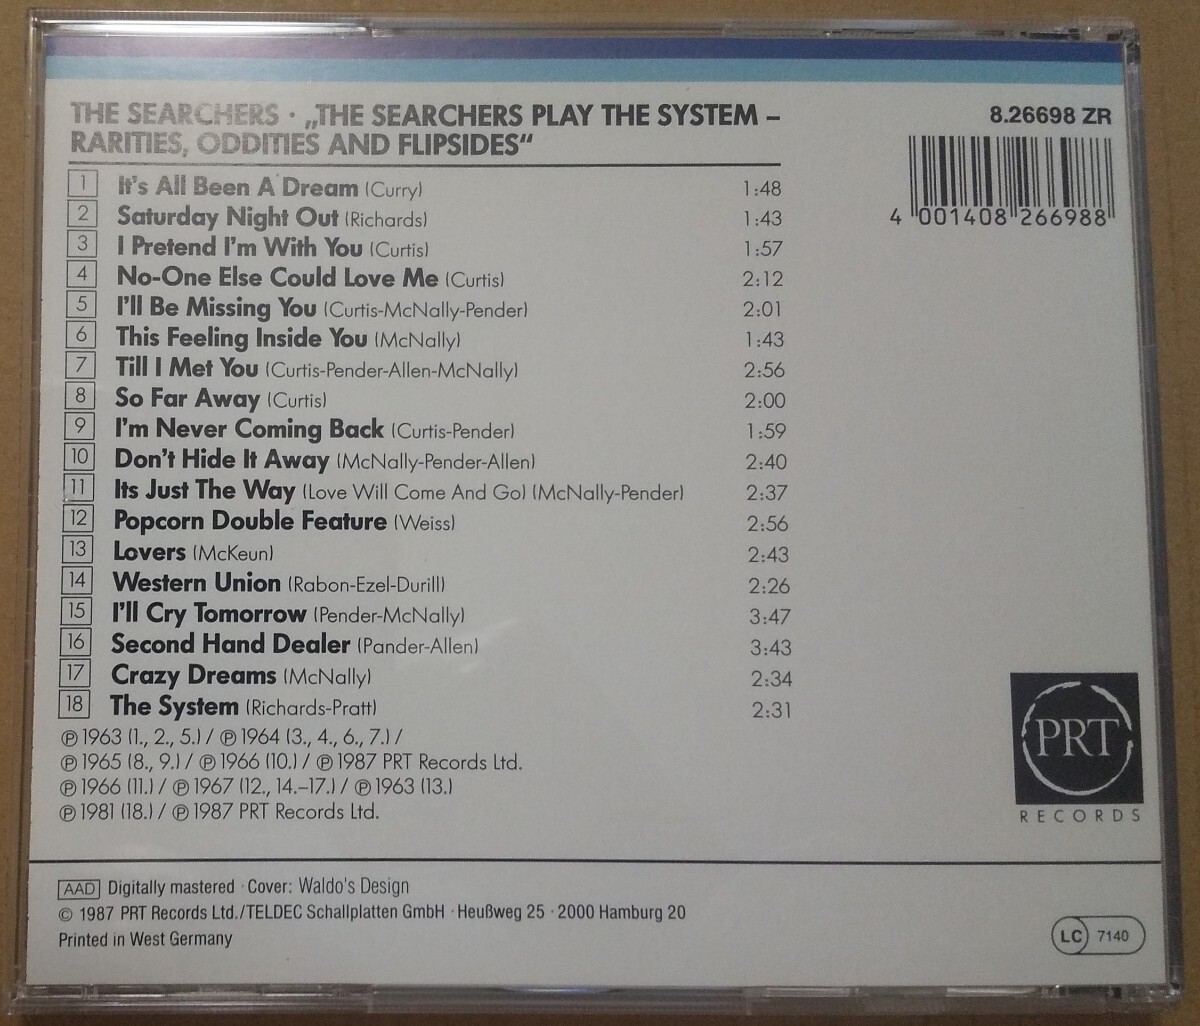 THE SEARCHERS · „THE SEARCHERS PLAY THE SYSTEM –
RARITIES, ODDITIES AND FLIPSIDES“
8.26698 ZR
4 001408 266988
1 It's All Been A Dream (Curry) 1:48
2 Saturday Night Out (Richards) 1:43
3 I Pretend I'm With You (Curtis) 1:57
4 No-One Else Could Love Me (Curtis) 2:12
5 I'll Be Missing You (Curtis-McNally-Pender) 2:01
6 This Feeling Inside You (McNally) 1:43
7 Till I Met You (Curtis-Pender-Allen-McNally) 2:56
8 So Far Away (Curtis) 2:00
9 I'm Never Coming Back (Curtis-Pender) 1:59
10 Don't Hide It Away (McNally-Pender-Allen) 2:40
11 Its Just The Way (Love Will Come And Go) (McNally-Pender) 2:37
12 Popcorn Double Feature (Weiss) 2:56
13 Lovers (McKeun) 2:43
14 Western Union (Rabon-Ezel-Durill) 2:26
15 I'll Cry Tomorrow (Pender-McNally) 3:47
16 Second Hand Dealer (Pander-Allen) 3:43
17 Crazy Dreams (McNally) 2:34
18 The System (Richards-Pratt) 2:31
℗ 1963 (1., 2., 5.) / ℗ 1964 (3., 4., 6., 7.) /
℗ 1965 (8., 9.) / ℗ 1966 (10.) / ℗ 1987 PRT Records Ltd.
℗ 1966 (11.) / ℗ 1967 (12., 14.–17.) / ℗ 1963 (13.)
℗ 1981 (18.) / ℗ 1987 PRT Records Ltd.
PRT
RECORDS
AAD Digitally mastered · Cover: Waldo's Design
© 1987 PRT Records Ltd./TELDEC Schallplatten GmbH · Heußweg 25 · 2000 Hamburg 20
Printed in West Germany
LC 7140